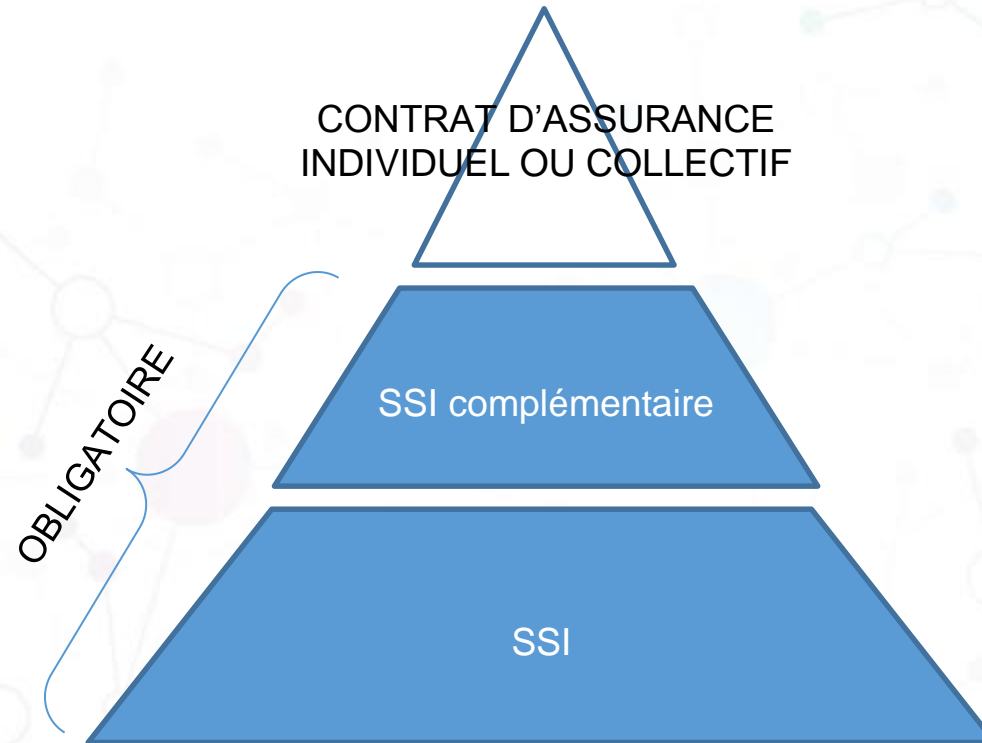 CONTRAT D’ASSURANCE
INDIVIDUEL OU COLLECTIF
SSI complémentaire
OBLIGATOIRE
SSI